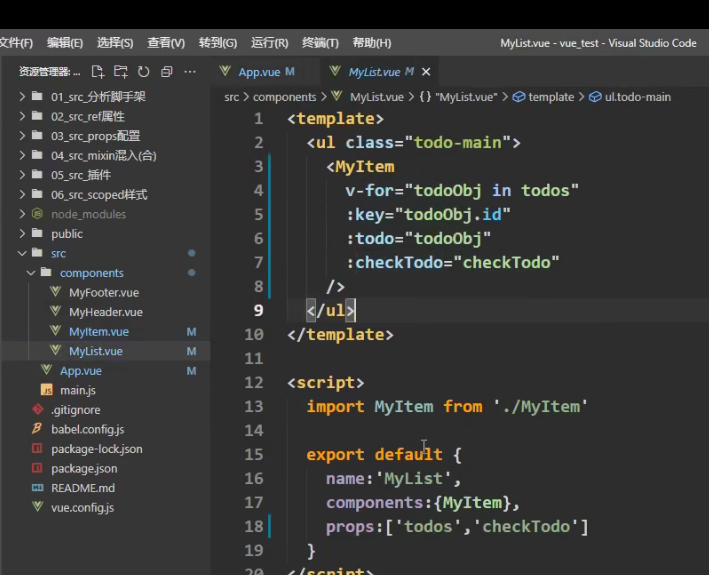 文件(F) 编辑(E) 选择(S) 查看(V) 转到(G) 运行(R) 终端(T) 帮助(H) MyList.vue - vue_test - Visual Studio Code
资源管理器: ... App.vue M MyList.vue M
src > components > MyList.vue > {} "MyList.vue" > template > ul.todo-main
01_src_分析脚手架
02_src_ref属性
03_src_props配置
04_src_mixin混入(合)
05_src_插件
06_src_scoped样式
node_modules
public
src
components
MyFooter.vue
MyHeader.vue
MyItem.vue M
MyList.vue M
App.vue M
main.js
.gitignore
babel.config.js
package-lock.json
package.json
README.md
vue.config.js
1 <template>
2 <ul class="todo-main">
3 <MyItem
4 v-for="todoObj in todos"
5 :key="todoObj.id"
6 :todo="todoObj"
7 :checkTodo="checkTodo"
8 />
9 </ul>
10 </template>
11
12 <script>
13 import MyItem from './MyItem'
14
15 export default {
16 name:'MyList',
17 components:{MyItem},
18 props:['todos','checkTodo']
19 }
20 </script>